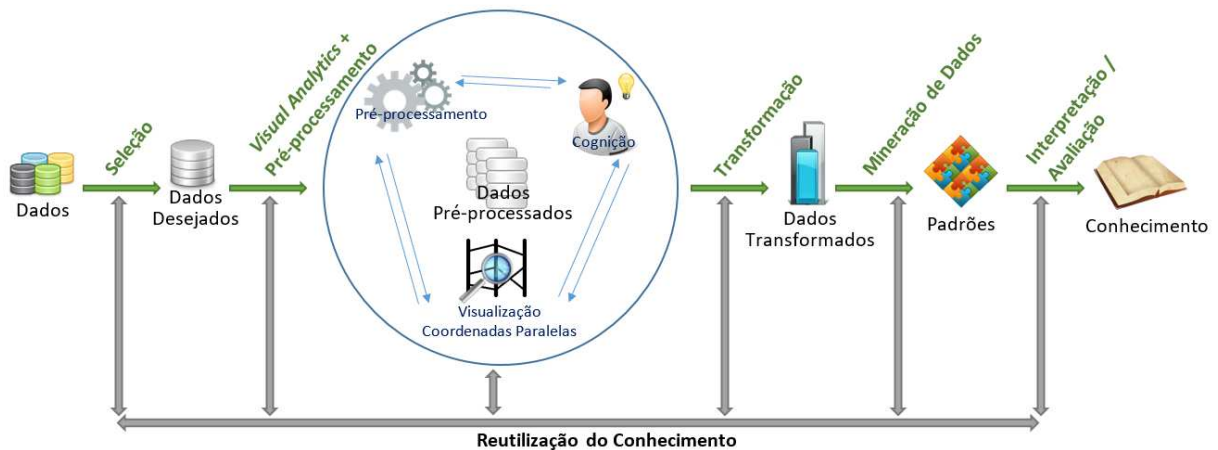 Seleção
Visual Analytics +
Pré-processamento
Pré-processamento
Cognição
Transformação
Mineração de Dados
Interpretação /
Avaliação
Dados
Dados
Desejados
Dados
Pré-processados
Visualização
Coordenadas Paralelas
Dados
Transformados
Padrões
Conhecimento
Reutilização do Conhecimento